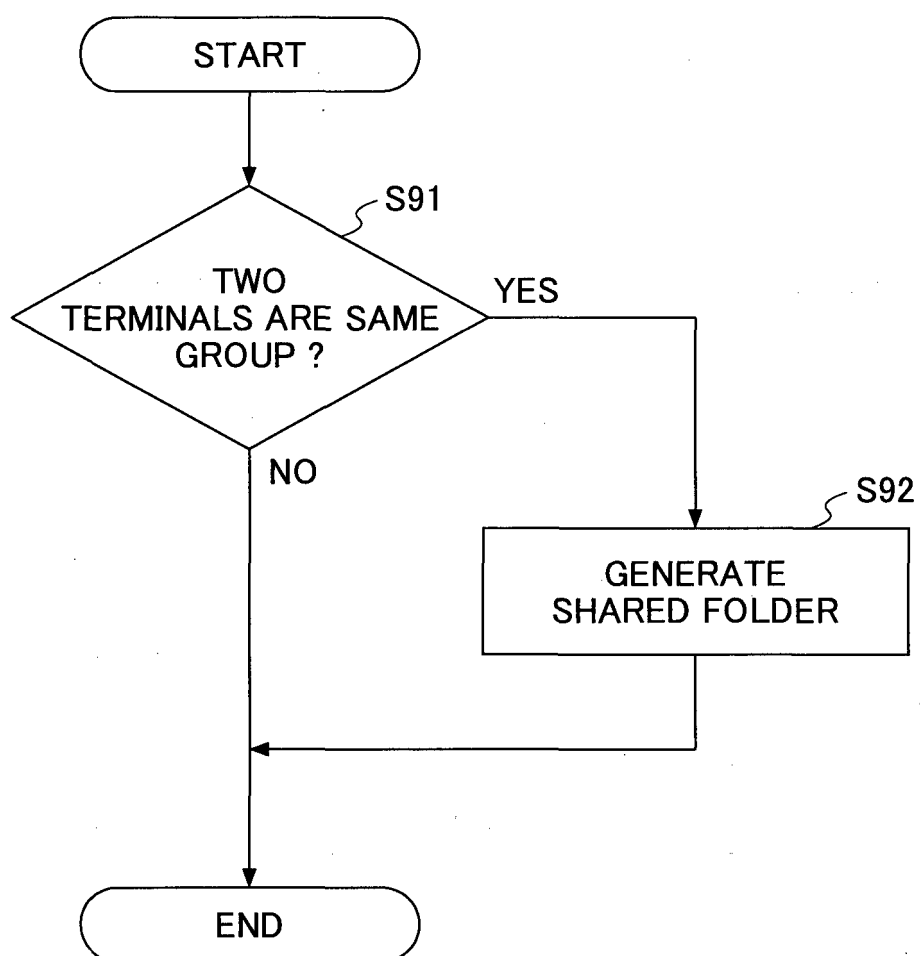 START
S91
TWO
TERMINALS ARE SAME
GROUP ?
YES
NO
S92
GENERATE
SHARED FOLDER
END